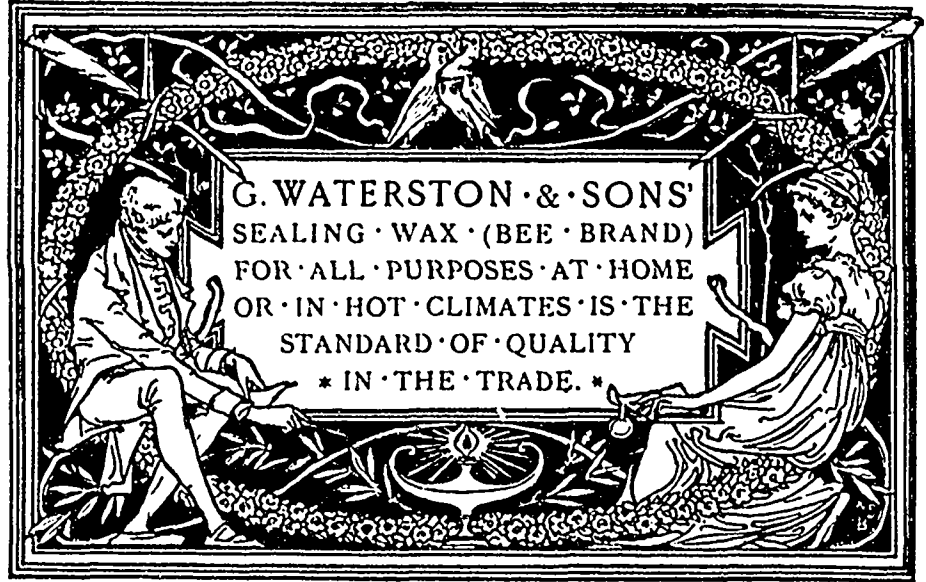 G. WATERSTON · & · SONS'
SEALING · WAX · (BEE · BRAND)
FOR · ALL · PURPOSES · AT · HOME
OR · IN · HOT · CLIMATES · IS · THE
STANDARD · OF · QUALITY
* IN · THE · TRADE. *